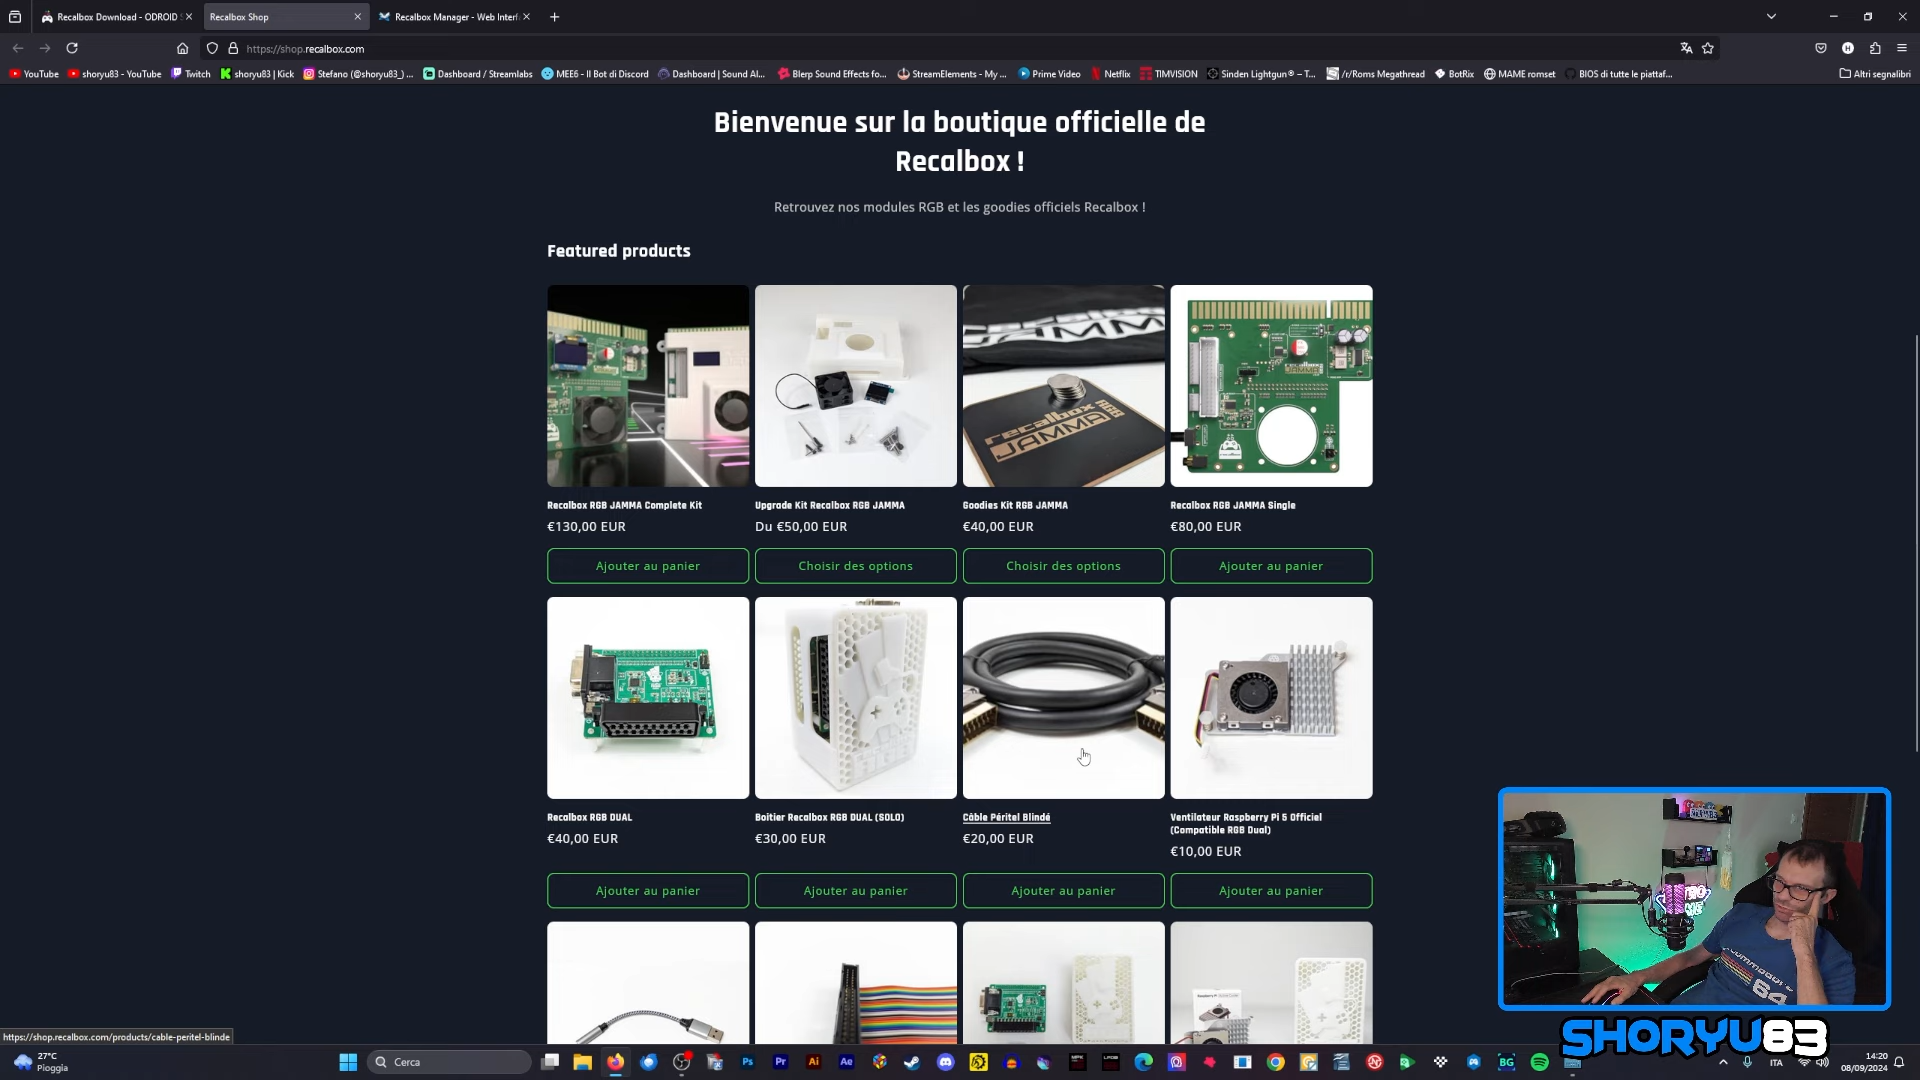 Recalbox Download - ODROID
Recalbox Shop
Recalbox Manager - Web Interf
https://shop.recalbox.com
YouTube
shoryu83 - YouTube
Twitch
shoryu83 | Kick
Stefano (@shoryu83_) ...
Dashboard / Streamlabs
MEE6 - Il Bot di Discord
Dashboard | Sound Al...
Blerp Sound Effects fo...
StreamElements - My ...
Prime Video
Netflix
TIMVISION
Sinden Lightgun® – T...
/r/Roms Megathread
BotRix
MAME romset
BIOS di tutte le piattaf...
Altri segnalibri
Bienvenue sur la boutique officielle de
Recalbox !
Retrouvez nos modules RGB et les goodies officiels Recalbox !
Featured products
recalbox
JAMMA
Recalbox RGB JAMMA Complete Kit
€130,00 EUR
Ajouter au panier
Upgrade Kit Recalbox RGB JAMMA
Du €50,00 EUR
Choisir des options
Goodies Kit RGB JAMMA
€40,00 EUR
Choisir des options
Recalbox RGB JAMMA Single
€80,00 EUR
Ajouter au panier
Recalbox RGB DUAL
€40,00 EUR
Ajouter au panier
Boitier Recalbox RGB DUAL (SOLO)
€30,00 EUR
Ajouter au panier
Câble Péritel Blindé
€20,00 EUR
Ajouter au panier
Ventilateur Raspberry Pi 5 Officiel
(Compatible RGB Dual)
€10,00 EUR
Ajouter au panier
commodore
64
SHORYU83
https://shop.recalbox.com/products/cable-peritel-blinde
27°C
Pioggia
Cerca
ITA
14:20
08/09/2024